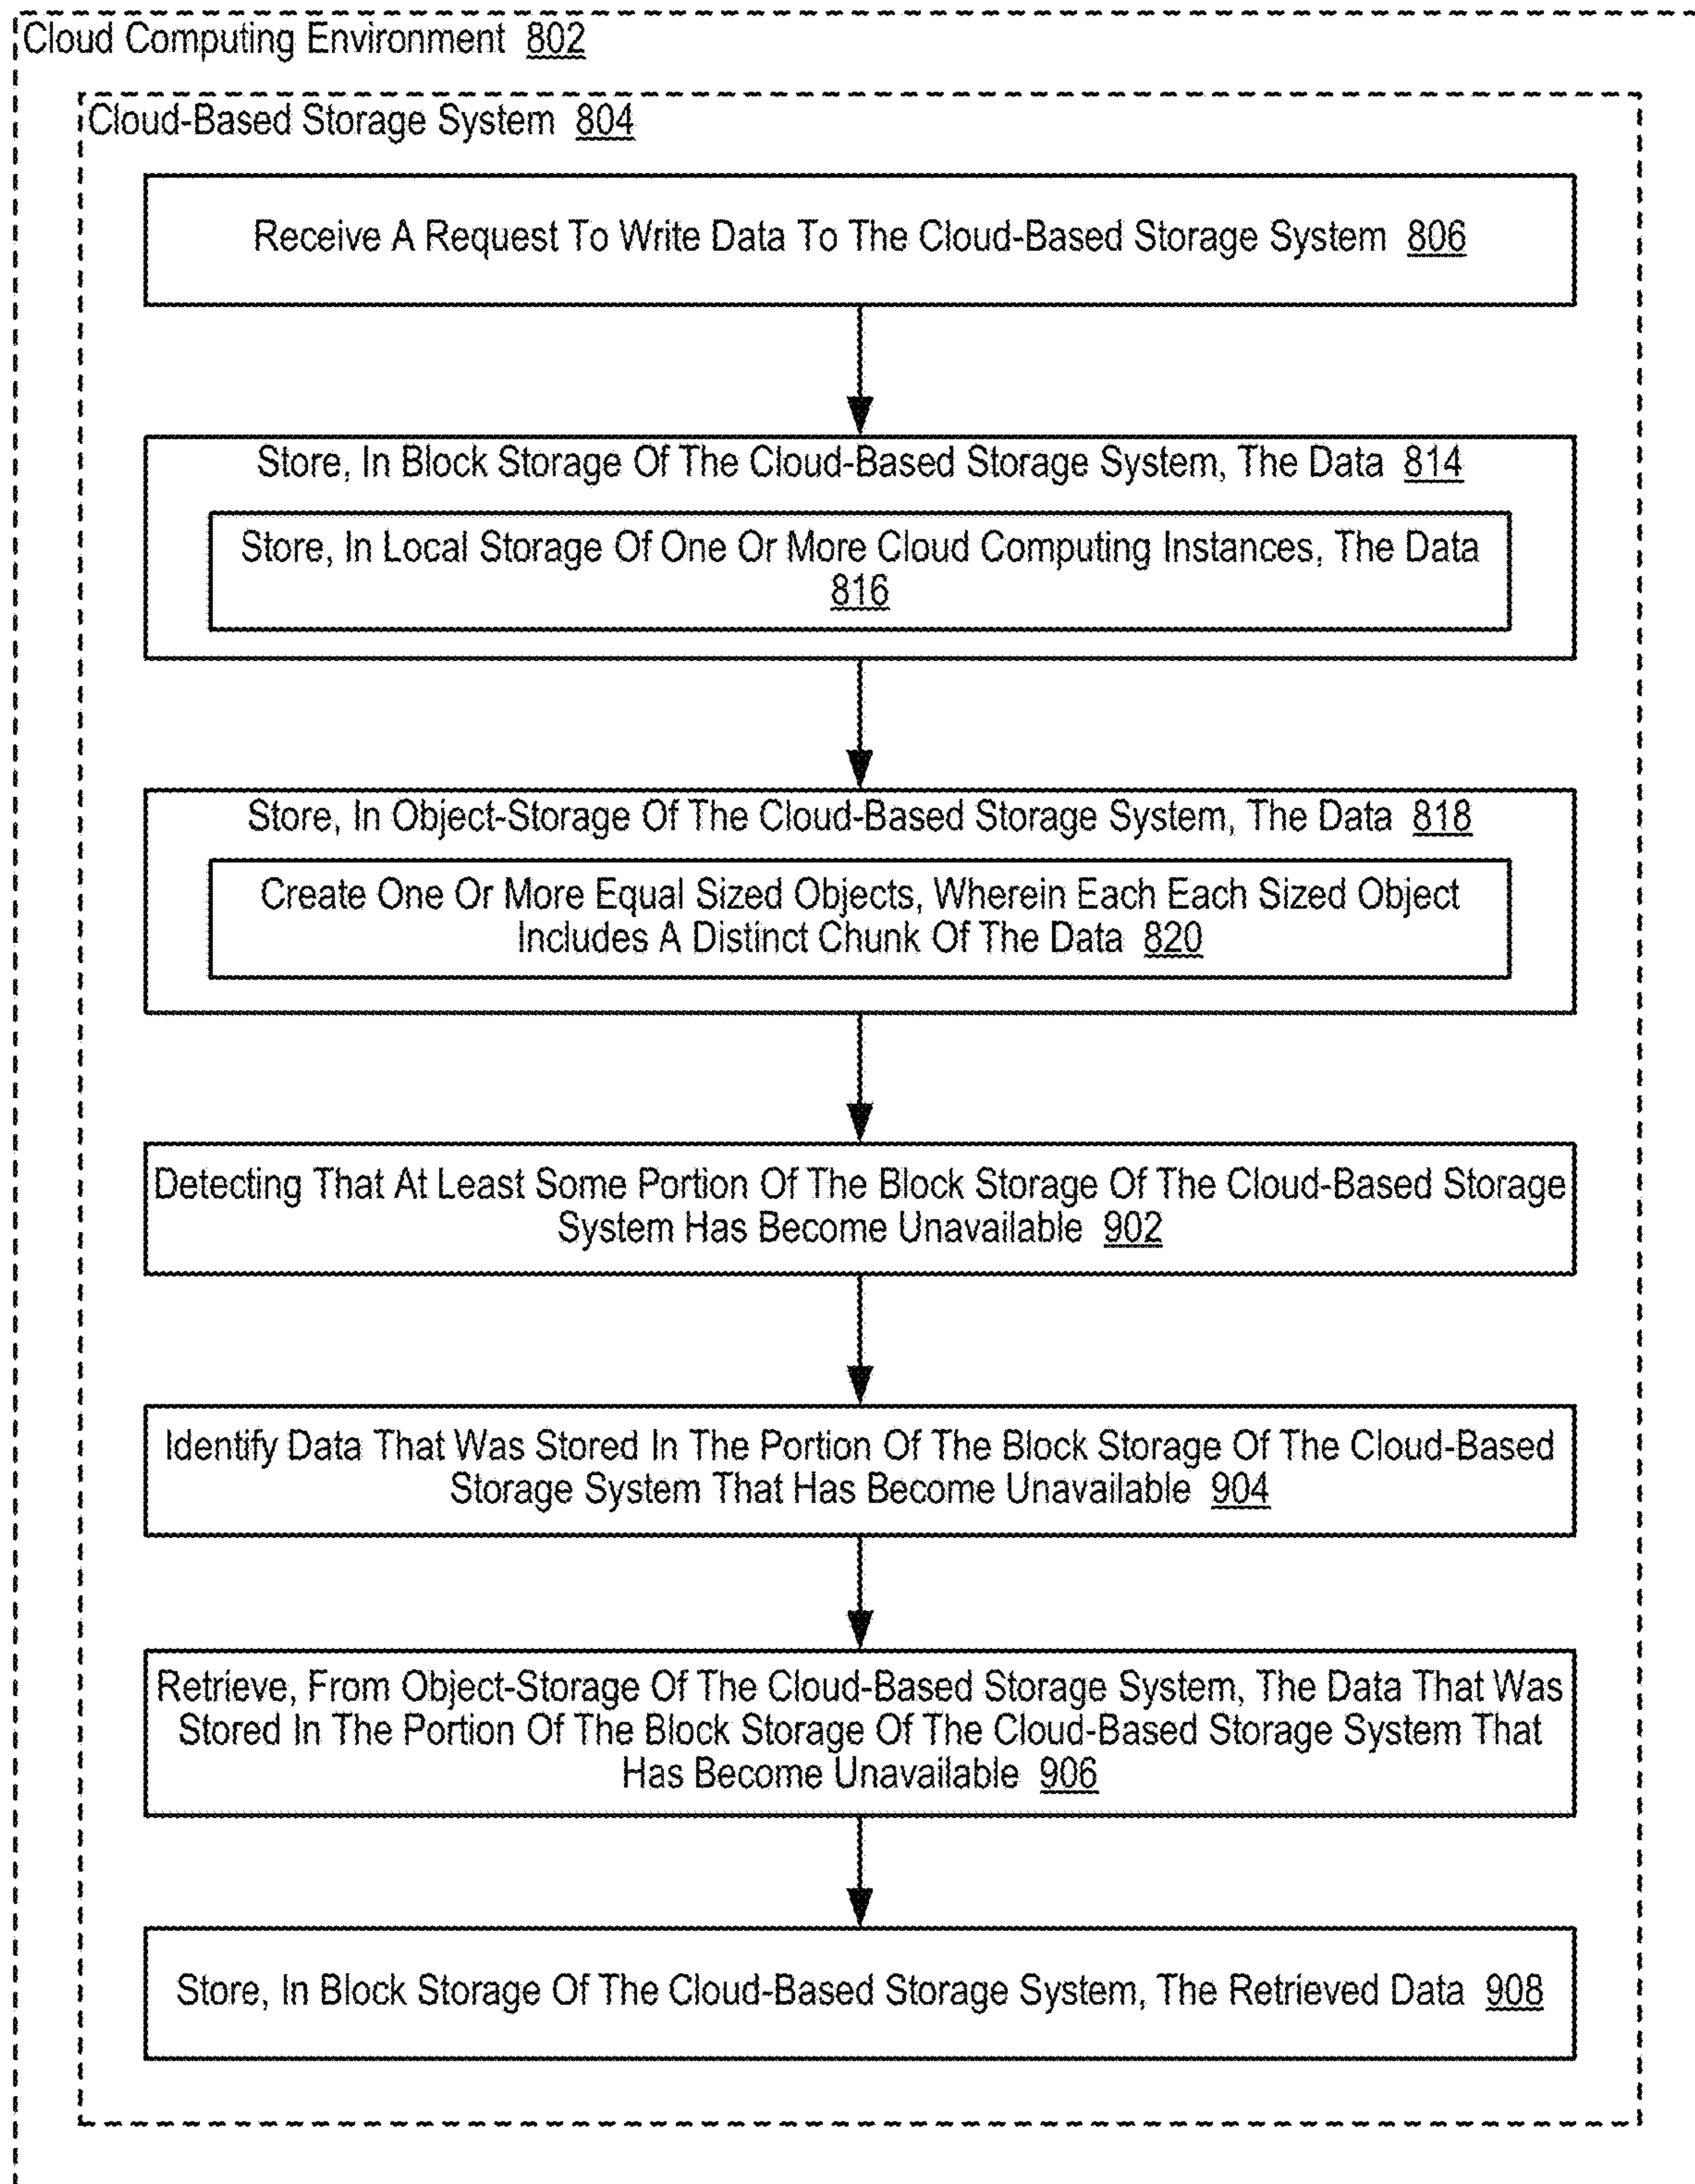 Cloud Computing Environment 802
Cloud-Based Storage System 804
Receive A Request To Write Data To The Cloud-Based Storage System 806
Store, In Block Storage Of The Cloud-Based Storage System, The Data 814
Store, In Local Storage Of One Or More Cloud Computing Instances, The Data
816
Store, In Object-Storage Of The Cloud-Based Storage System, The Data 818
Create One Or More Equal Sized Objects, Wherein Each Each Sized Object
Includes A Distinct Chunk Of The Data 820
Detecting That At Least Some Portion Of The Block Storage Of The Cloud-Based Storage
System Has Become Unavailable 902
Identify Data That Was Stored In The Portion Of The Block Storage Of The Cloud-Based
Storage System That Has Become Unavailable 904
Retrieve, From Object-Storage Of The Cloud-Based Storage System, The Data That Was
Stored In The Portion Of The Block Storage Of The Cloud-Based Storage System That
Has Become Unavailable 906
Store, In Block Storage Of The Cloud-Based Storage System, The Retrieved Data 908